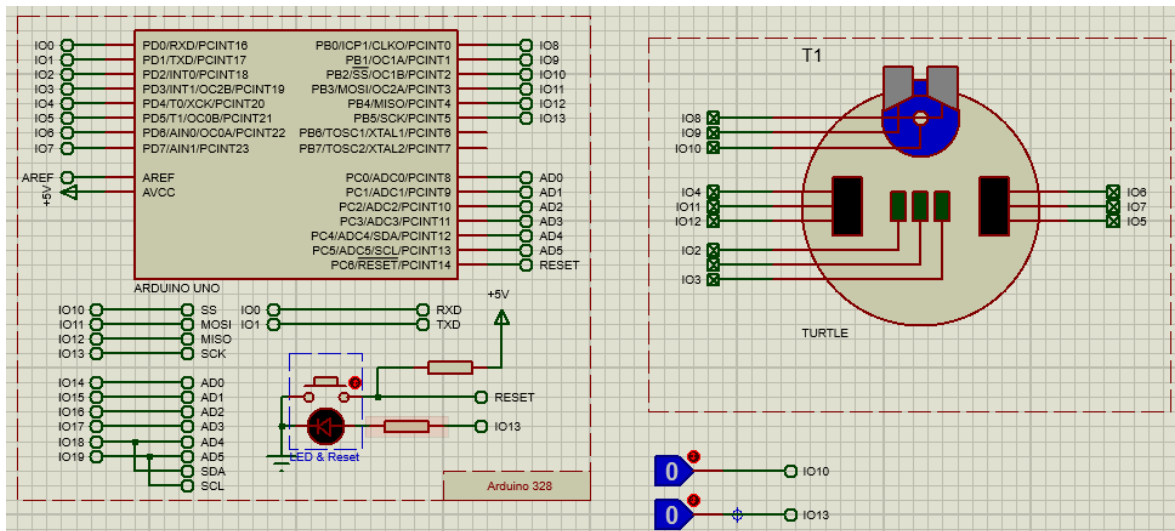 IO0 PD0/RXD/PCINT16 PB0/ICP1/CLKO/PCINT0 IO8
IO1 PD1/TXD/PCINT17 PB1/OC1A/PCINT1 IO9
IO2 PD2/INT0/PCINT18 PB2/SS/OC1B/PCINT2 IO10
IO3 PD3/INT1/OC2B/PCINT19 PB3/MOSI/OC2A/PCINT3 IO11
IO4 PD4/T0/XCK/PCINT20 PB4/MISO/PCINT4 IO12
IO5 PD5/T1/OC0B/PCINT21 PB5/SCK/PCINT5 IO13
IO6 PD6/AIN0/OC0A/PCINT22 PB6/TOSC1/XTAL1/PCINT6
IO7 PD7/AIN1/PCINT23 PB7/TOSC2/XTAL2/PCINT7
AREF AREF PC0/ADC0/PCINT8 AD0
+5V AVCC PC1/ADC1/PCINT9 AD1
PC2/ADC2/PCINT10 AD2
PC3/ADC3/PCINT11 AD3
PC4/ADC4/SDA/PCINT12 AD4
PC5/ADC5/SCL/PCINT13 AD5
PC6/RESET/PCINT14 RESET
ARDUINO UNO
IO10 SS IO0 RXD
IO11 MOSI IO1 TXD
IO12 MISO
IO13 SCK
+5V
IO14 AD0
IO15 AD1
IO16 AD2
IO17 AD3
IO18 AD4
IO19 AD5
SDA
SCL
RESET
IO13
LED & Reset
Arduino 328
T1
IO8
IO9
IO10
IO4 IO6
IO11 IO7
IO12 IO5
IO2
IO3
TURTLE
0 IO10
0 IO13